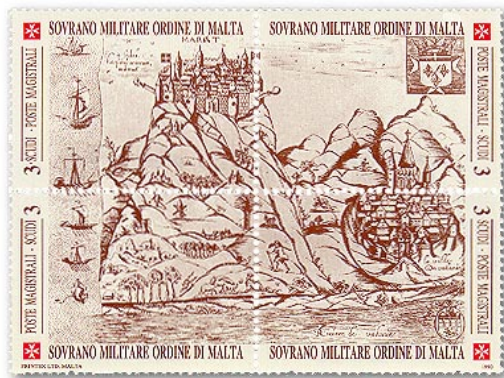 SOVRANO MILITARE ORDINE DI MALTA
SOVRANO MILITARE ORDINE DI MALTA
3 SCUDI - POSTE MAGISTRALI
POSTE MAGISTRALI - SCUDI 3
MARGAT
POSTE MAGISTRALI - SCUDI 3
3 SCUDI - POSTE MAGISTRALI
SOVRANO MILITARE ORDINE DI MALTA
SOVRANO MILITARE ORDINE DI MALTA
PRINTEX LTD. MALTA